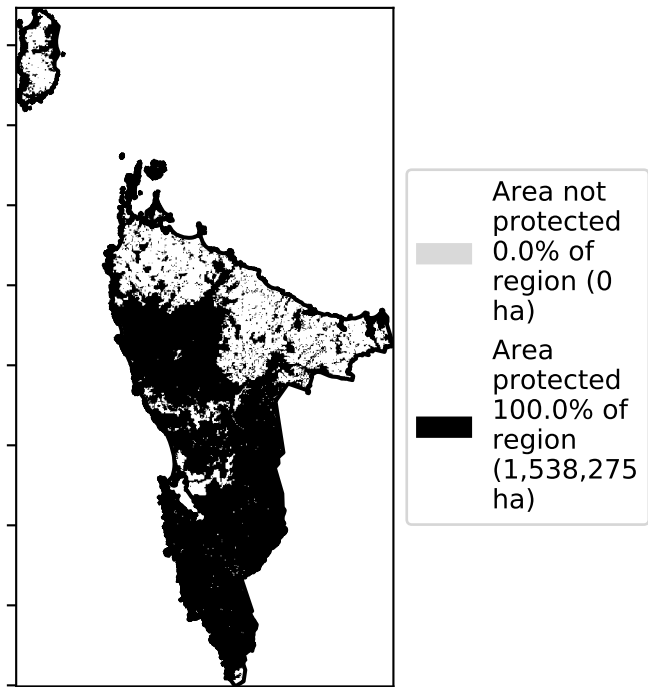 Area not
protected
0.0% of
region (0
ha)
Area
protected
100.0% of
region
(1,538,275
ha)